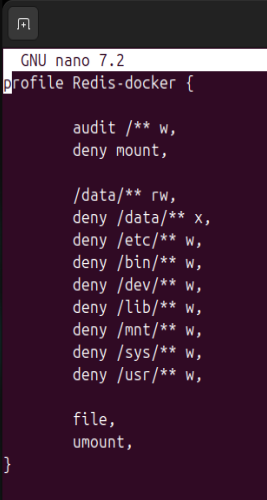 GNU nano 7.2
profile Redis-docker {
audit /** w,
deny mount,
/data/** rw,
deny /data/** x,
deny /etc/** w,
deny /bin/** w,
deny /dev/** w,
deny /lib/** w,
deny /mnt/** w,
deny /sys/** w,
deny /usr/** w,
file,
umount,
}